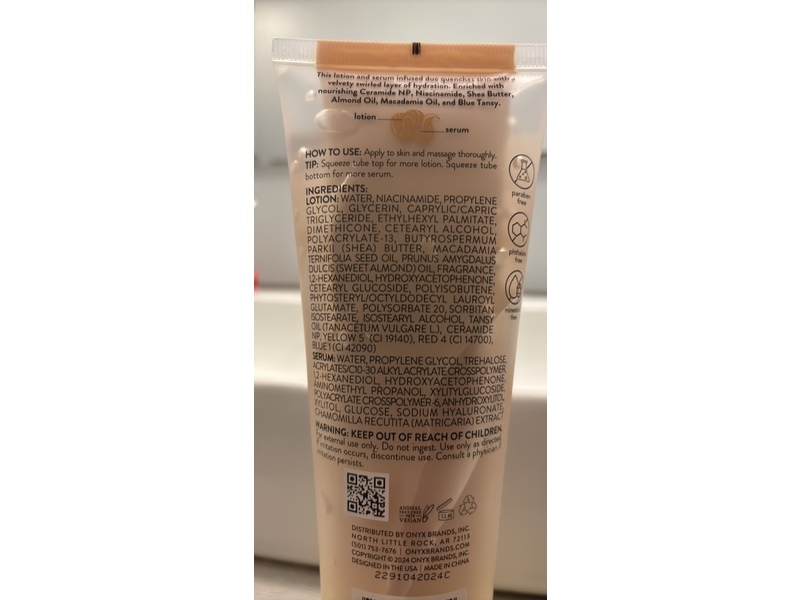 This lotion and serum infused duo quenches skin with a
velvety swirled layer of hydration. Enriched with
nourishing Ceramide NP, Niacinamide, Shea Butter,
Almond Oil, Macadamia Oil, and Blue Tansy.
lotion
serum
HOW TO USE: Apply to skin and massage thoroughly.
TIP: Squeeze tube top for more lotion. Squeeze tube
bottom for more serum.
INGREDIENTS:
LOTION: WATER, NIACINAMIDE, PROPYLENE
GLYCOL, GLYCERIN, CAPRYLIC/CAPRIC
TRIGLYCERIDE, ETHYLHEXYL PALMITATE,
DIMETHICONE, CETEARYL ALCOHOL,
POLYACRYLATE-13, BUTYROSPERMUM
PARKII (SHEA) BUTTER, MACADAMIA
TERNIFOLIA SEED OIL, PRUNUS AMYGDALUS
DULCIS (SWEET ALMOND) OIL, FRAGRANCE,
1,2-HEXANEDIOL, HYDROXYACETOPHENONE,
CETEARYL GLUCOSIDE, POLYISOBUTENE,
PHYTOSTERYL/OCTYLDODECYL LAUROYL
GLUTAMATE, POLYSORBATE 20, SORBITAN
ISOSTEARATE, ISOSTEARYL ALCOHOL, TANSY
OIL (TANACETUM VULGARE L.), CERAMIDE
NP, YELLOW 5 (CI 19140), RED 4 (CI 14700),
BLUE 1 (CI 42090)
SERUM: WATER, PROPYLENE GLYCOL, TREHALOSE,
ACRYLATES/C10-30 ALKYL ACRYLATE CROSSPOLYMER,
1,2-HEXANEDIOL, HYDROXYACETOPHENONE,
AMINOMETHYL PROPANOL, XYLITYLGLUCOSIDE,
POLYACRYLATE CROSSPOLYMER-6, ANHYDROXYLITOL,
XYLITOL, GLUCOSE, SODIUM HYALURONATE,
CHAMOMILLA RECUTITA (MATRICARIA) EXTRACT
WARNING: KEEP OUT OF REACH OF CHILDREN.
For external use only. Do not ingest. Use only as directed.
If irritation occurs, discontinue use. Consult a physician if
irritation persists.
paraben
free
phthalate
free
free
VEGAN
12 M
DISTRIBUTED BY ONYX BRANDS, INC.
NORTH LITTLE ROCK, AR 72113
(501) 753-7676 | ONYXBRANDS.COM
COPYRIGHT © 2024 ONYX BRANDS, INC.
DESIGNED IN THE USA | MADE IN CHINA
2291042024C